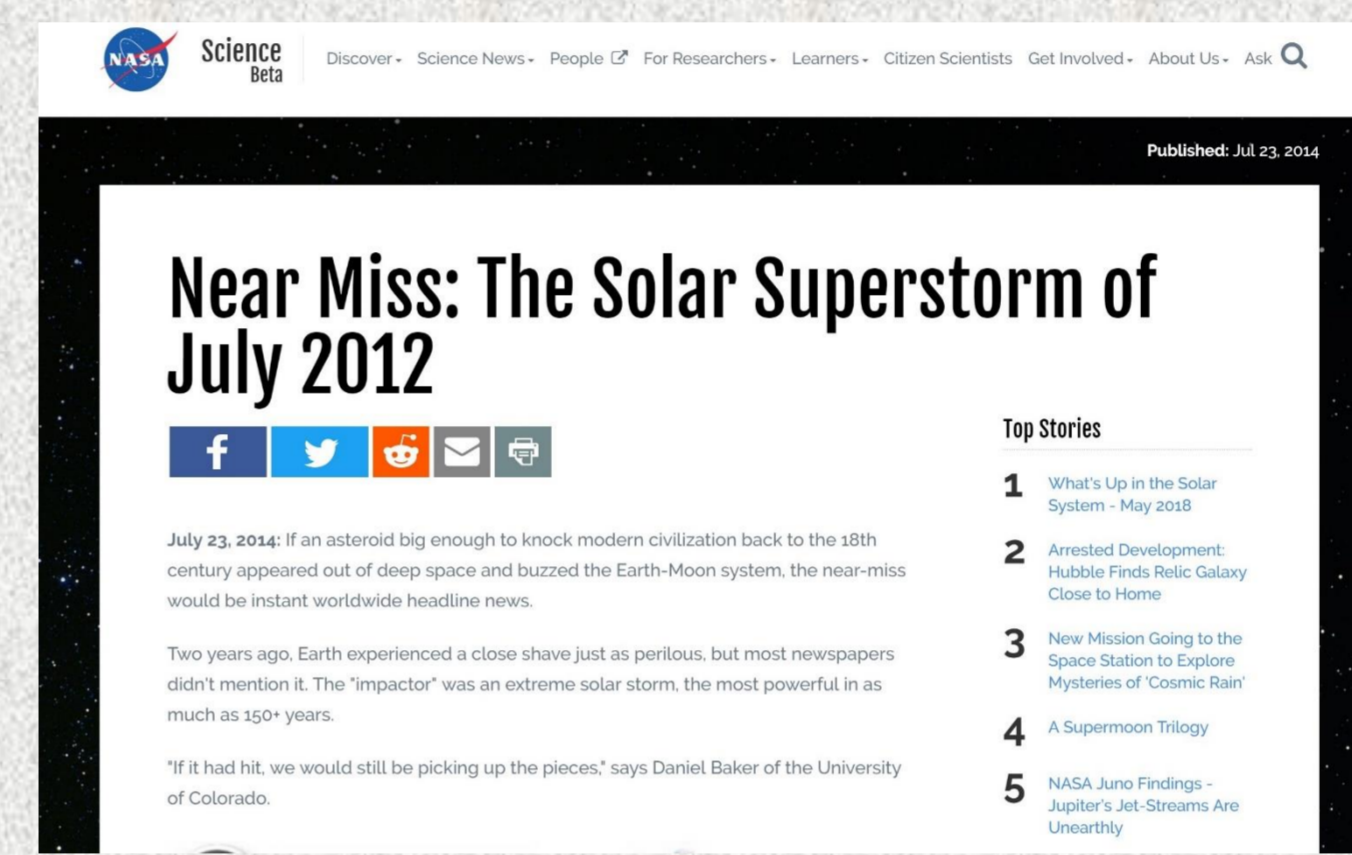 NASA
Science
Beta
Discover Science News People For Researchers Learners Citizen Scientists Get Involved About Us Ask
Published: Jul 23, 2014
Near Miss: The Solar Superstorm of
July 2012
July 23, 2014: If an asteroid big enough to knock modern civilization back to the 18th
century appeared out of deep space and buzzed the Earth-Moon system, the near-miss
would be instant worldwide headline news.
Two years ago, Earth experienced a close shave just as perilous, but most newspapers
didn't mention it. The "impactor" was an extreme solar storm, the most powerful in as
much as 150+ years.
"If it had hit, we would still be picking up the pieces," says Daniel Baker of the University
of Colorado.
Top Stories
1 What's Up in the Solar
System - May 2018
2 Arrested Development:
Hubble Finds Relic Galaxy
Close to Home
3 New Mission Going to the
Space Station to Explore
Mysteries of 'Cosmic Rain'
4 A Supermoon Trilogy
5 NASA Juno Findings -
Jupiter's Jet-Streams Are
Unearthly